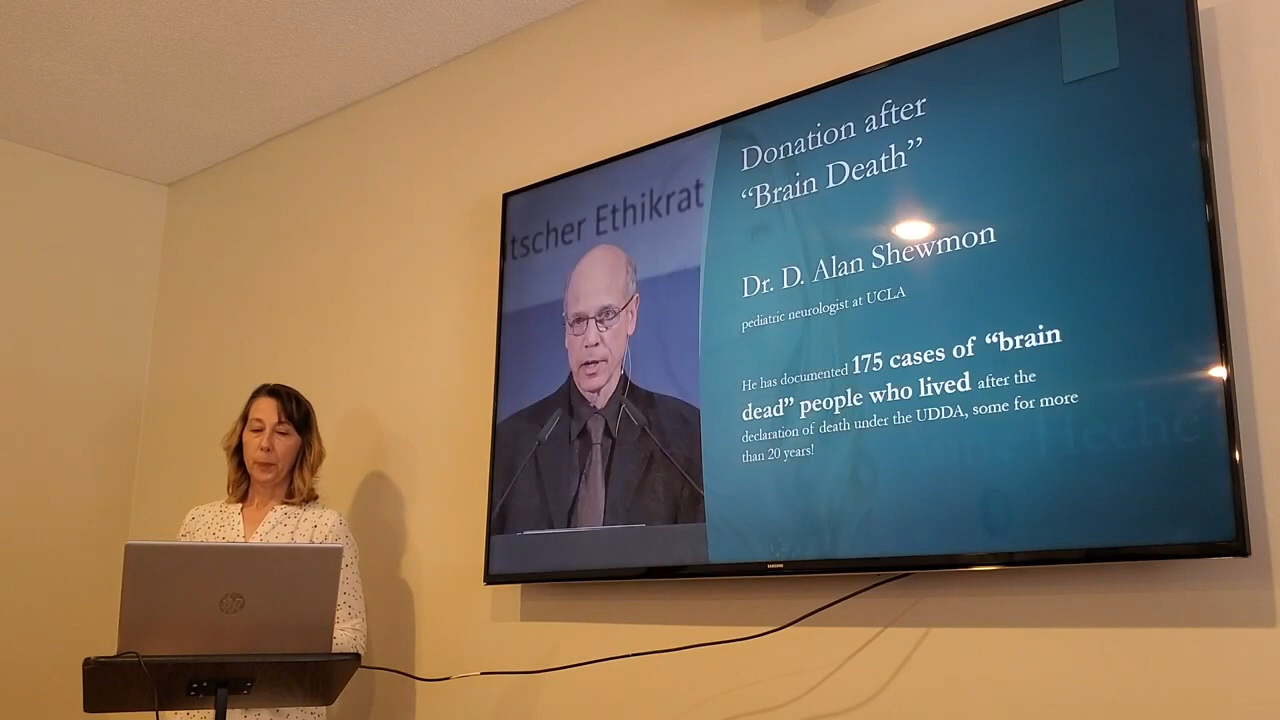 Donation after
“Brain Death”
tscher Ethikrat
Dr. D. Alan Shewmon
pediatric neurologist at UCLA
He has documented 175 cases of “brain
dead” people who lived after the
declaration of death under the UDDA, some for more
than 20 years!
Heche
SAMSUNG
hp